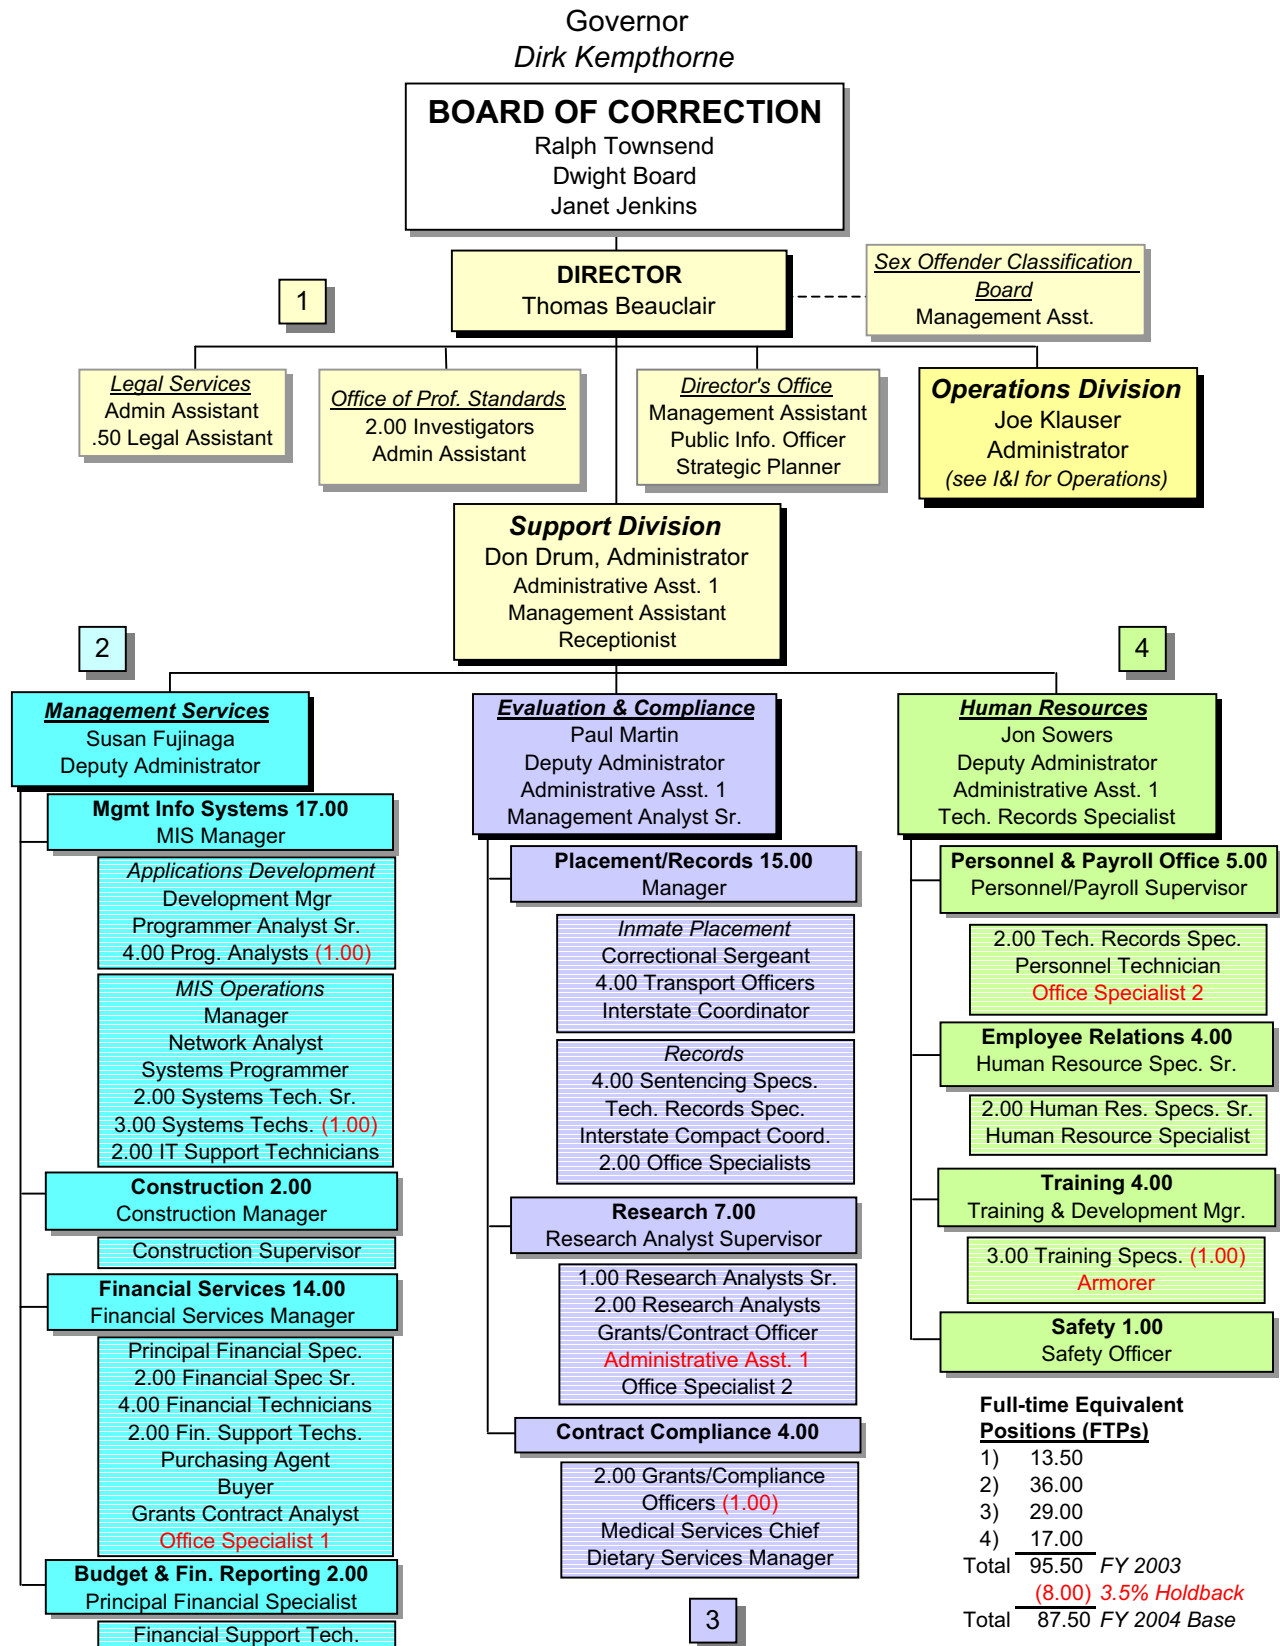 Governor
Dirk Kempthorne
BOARD OF CORRECTION
Ralph Townsend
Dwight Board
Janet Jenkins
DIRECTOR
Thomas Beauclair
Sex Offender Classification
Board
Management Asst.
1
Legal Services
Admin Assistant
.50 Legal Assistant
Office of Prof. Standards
2.00 Investigators
Admin Assistant
Director's Office
Management Assistant
Public Info. Officer
Strategic Planner
Operations Division
Joe Klauser
Administrator
(see I&I for Operations)
Support Division
Don Drum, Administrator
Administrative Asst. 1
Management Assistant
Receptionist
2
Management Services
Susan Fujinaga
Deputy Administrator
Mgmt Info Systems 17.00
MIS Manager
Applications Development
Development Mgr
Programmer Analyst Sr.
4.00 Prog. Analysts (1.00)
MIS Operations
Manager
Network Analyst
Systems Programmer
2.00 Systems Tech. Sr.
3.00 Systems Techs. (1.00)
2.00 IT Support Technicians
Construction 2.00
Construction Manager
Construction Supervisor
Financial Services 14.00
Financial Services Manager
Principal Financial Spec.
2.00 Financial Spec Sr.
4.00 Financial Technicians
2.00 Fin. Support Techs.
Purchasing Agent
Buyer
Grants Contract Analyst
Office Specialist 1
Budget & Fin. Reporting 2.00
Principal Financial Specialist
Financial Support Tech.
Evaluation & Compliance
Paul Martin
Deputy Administrator
Administrative Asst. 1
Management Analyst Sr.
Placement/Records 15.00
Manager
Inmate Placement
Correctional Sergeant
4.00 Transport Officers
Interstate Coordinator
Records
4.00 Sentencing Specs.
Tech. Records Spec.
Interstate Compact Coord.
2.00 Office Specialists
Research 7.00
Research Analyst Supervisor
1.00 Research Analysts Sr.
2.00 Research Analysts
Grants/Contract Officer
Administrative Asst. 1
Office Specialist 2
Contract Compliance 4.00
2.00 Grants/Compliance
Officers (1.00)
Medical Services Chief
Dietary Services Manager
3
4
Human Resources
Jon Sowers
Deputy Administrator
Administrative Asst. 1
Tech. Records Specialist
Personnel & Payroll Office 5.00
Personnel/Payroll Supervisor
2.00 Tech. Records Spec.
Personnel Technician
Office Specialist 2
Employee Relations 4.00
Human Resource Spec. Sr.
2.00 Human Res. Specs. Sr.
Human Resource Specialist
Training 4.00
Training & Development Mgr.
3.00 Training Specs. (1.00)
Armorer
Safety 1.00
Safety Officer
Full-time Equivalent
Positions (FTPs)
1) 13.50
2) 36.00
3) 29.00
4) 17.00
Total 95.50 FY 2003
(8.00) 3.5% Holdback
Total 87.50 FY 2004 Base